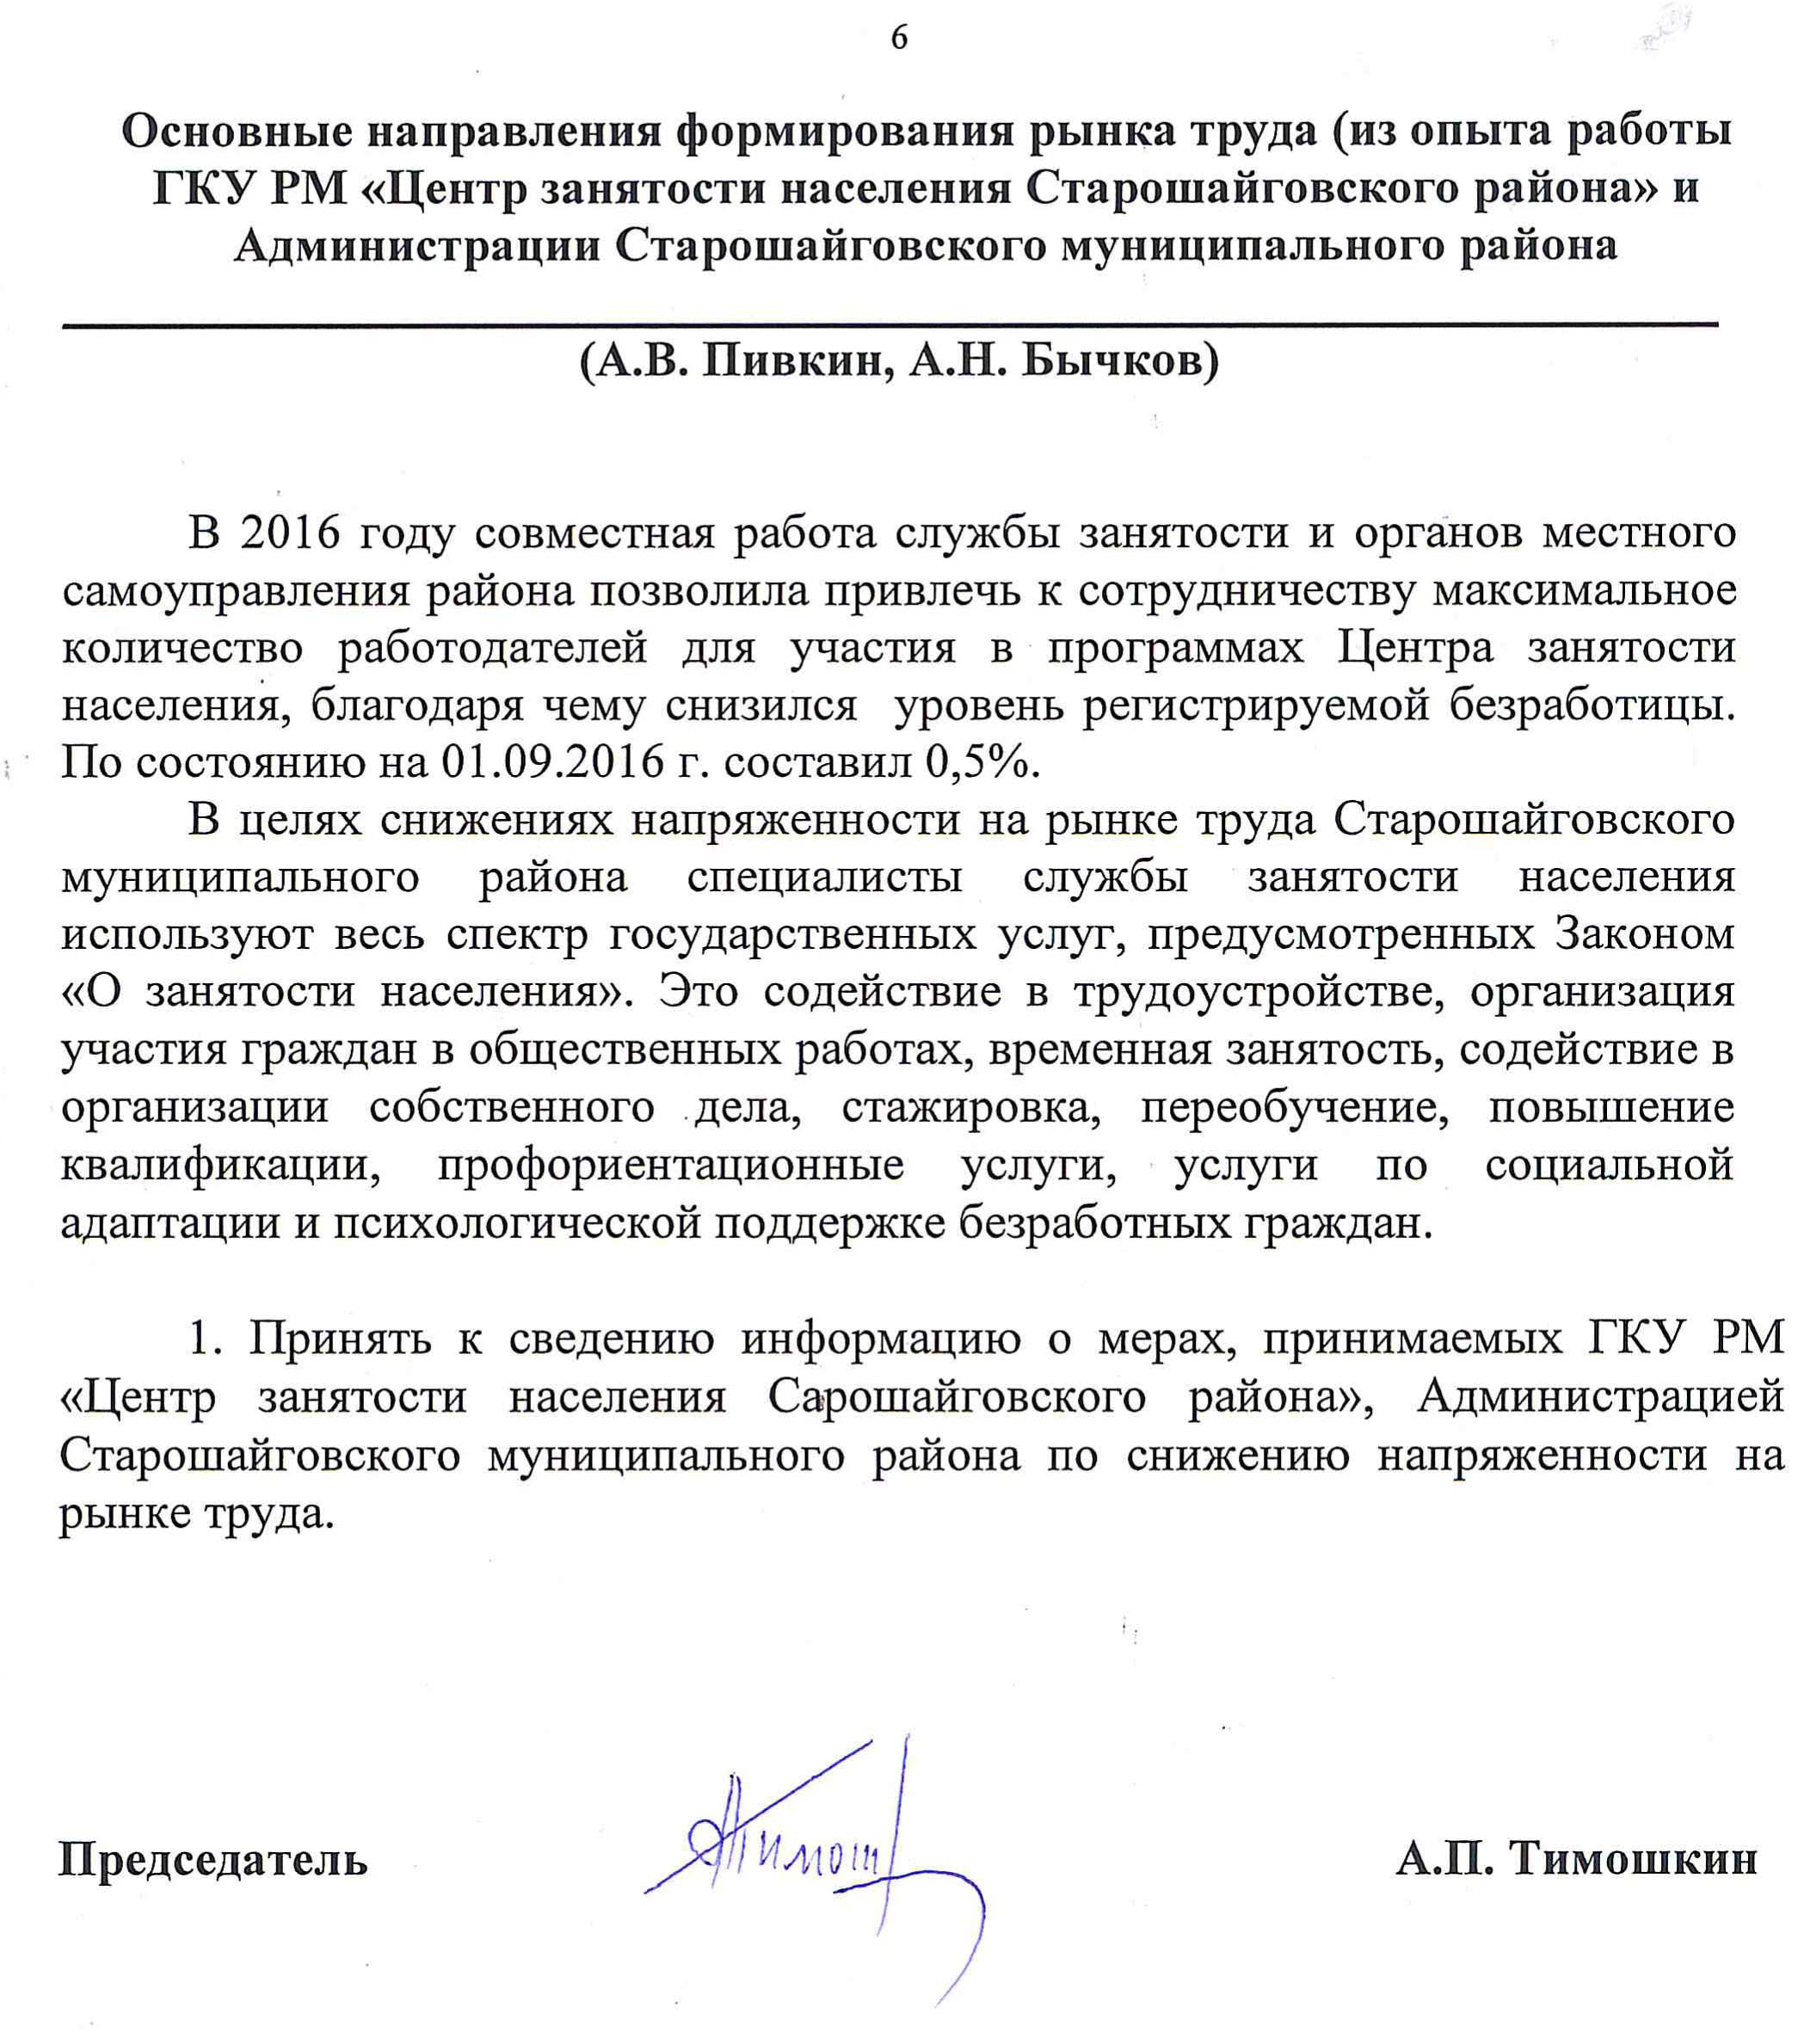 6
Основные направления формирования рынка труда (из опыта работы
ГКУ РМ «Центр занятости населения Старошайговского района» и
Администрации Старошайговского муниципального района
(А.В. Пивкин, А.Н. Бычков)
В 2016 году совместная работа службы занятости и органов местного
самоуправления района позволила привлечь к сотрудничеству максимальное
количество работодателей для участия в программах Центра занятости
населения, благодаря чему снизился уровень регистрируемой безработицы.
По состоянию на 01.09.2016 г. составил 0,5%.
В целях снижениях напряженности на рынке труда Старошайговского
муниципального района специалисты службы занятости населения
используют весь спектр государственных услуг, предусмотренных Законом
«О занятости населения». Это содействие в трудоустройстве, организация
участия граждан в общественных работах, временная занятость, содействие в
организации собственного дела, стажировка, переобучение, повышение
квалификации, профориентационные услуги, услуги по социальной
адаптации и психологической поддержке безработных граждан.
1. Принять к сведению информацию о мерах, принимаемых ГКУ РМ
«Центр занятости населения Сарошайговского района», Администрацией
Старошайговского муниципального района по снижению напряженности на
рынке труда.
Председатель А.П. Тимошкин